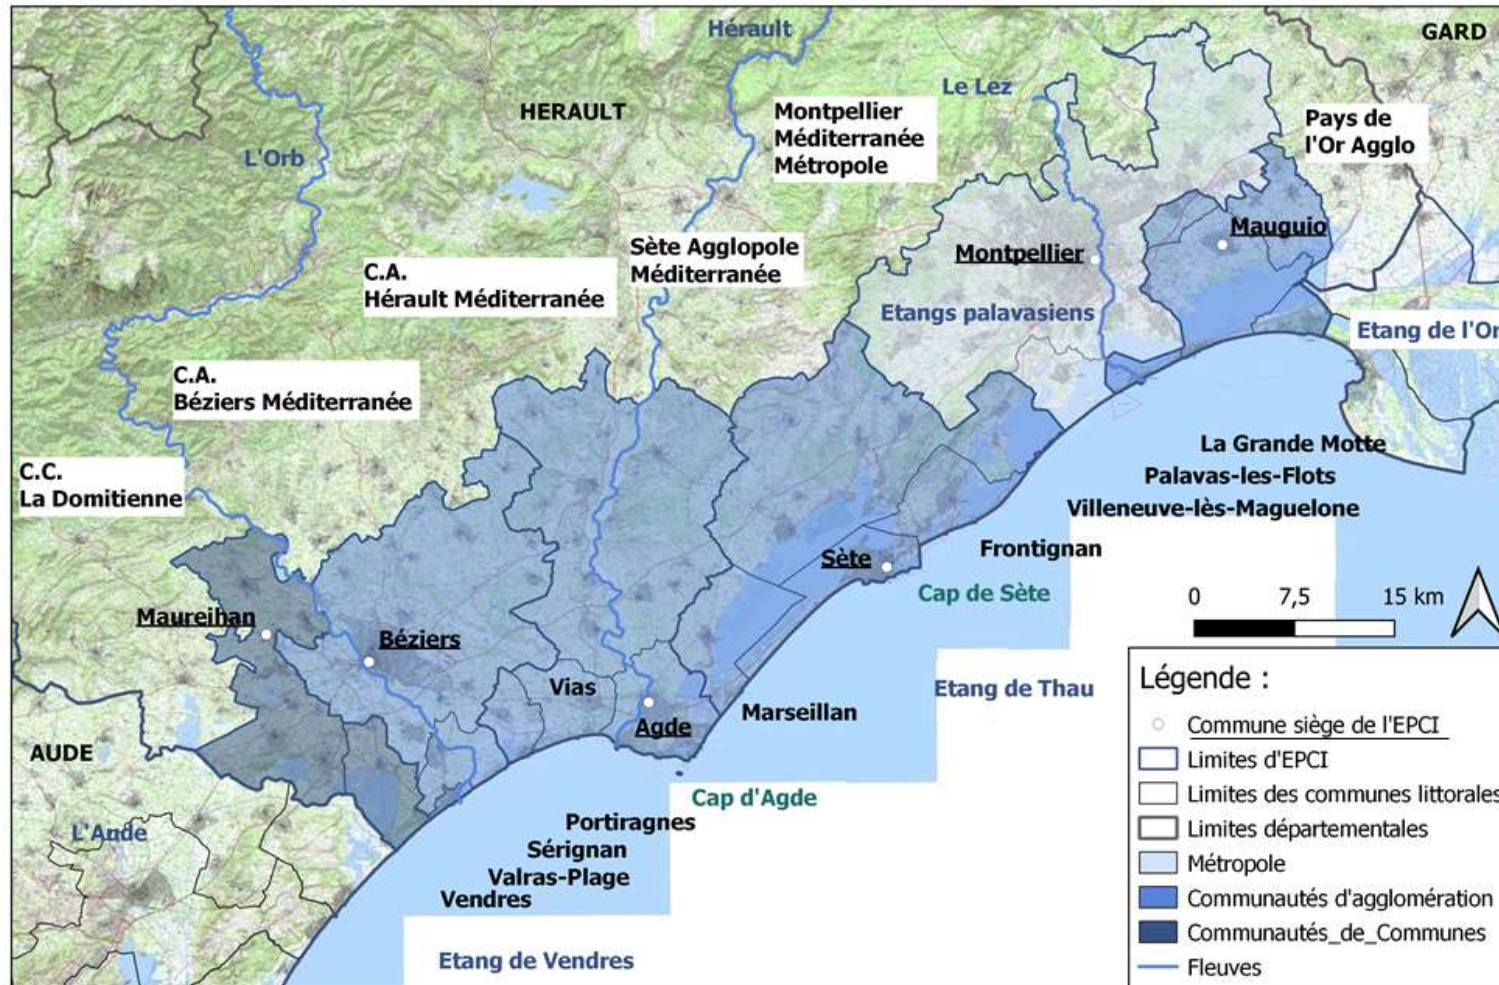 Hérault
GARD
Le Lez
HERAULT
Montpellier
Méditerranée
Métropole
Pays de
l'Or Agglo
L'Orb
Mauguio
Sète Agglopole
Méditerranée
Montpellier
C.A.
Hérault Méditerranée
Etangs palavasiens
Etang de l'Or
C.A.
Béziers Méditerranée
La Grande Motte
C.C.
La Domitienne
Palavas-les-Flots
Villeneuve-lès-Maguelone
Frontignan
Sète
Cap de Sète
0 7,5 15 km
Maureihan
Béziers
Vias
Etang de Thau
Agde
Marseillan
AUDE
Cap d'Agde
L'Aude
Portiragnes
Sérignan
Valras-Plage
Vendres
Etang de Vendres
Légende :
Commune siège de l'EPCI
Limites d'EPCI
Limites des communes littorales
Limites départementales
Métropole
Communautés d'agglomération
Communautés_de_Communes
Fleuves